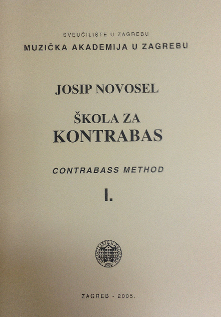 SVEUČILIŠTE U ZAGREBU
MUZIČKA AKADEMIJA U ZAGREBU
JOSIP NOVOSEL
ŠKOLA ZA
KONTRABAS
CONTRABASS METHOD
I.
ZAGREB - 2005.